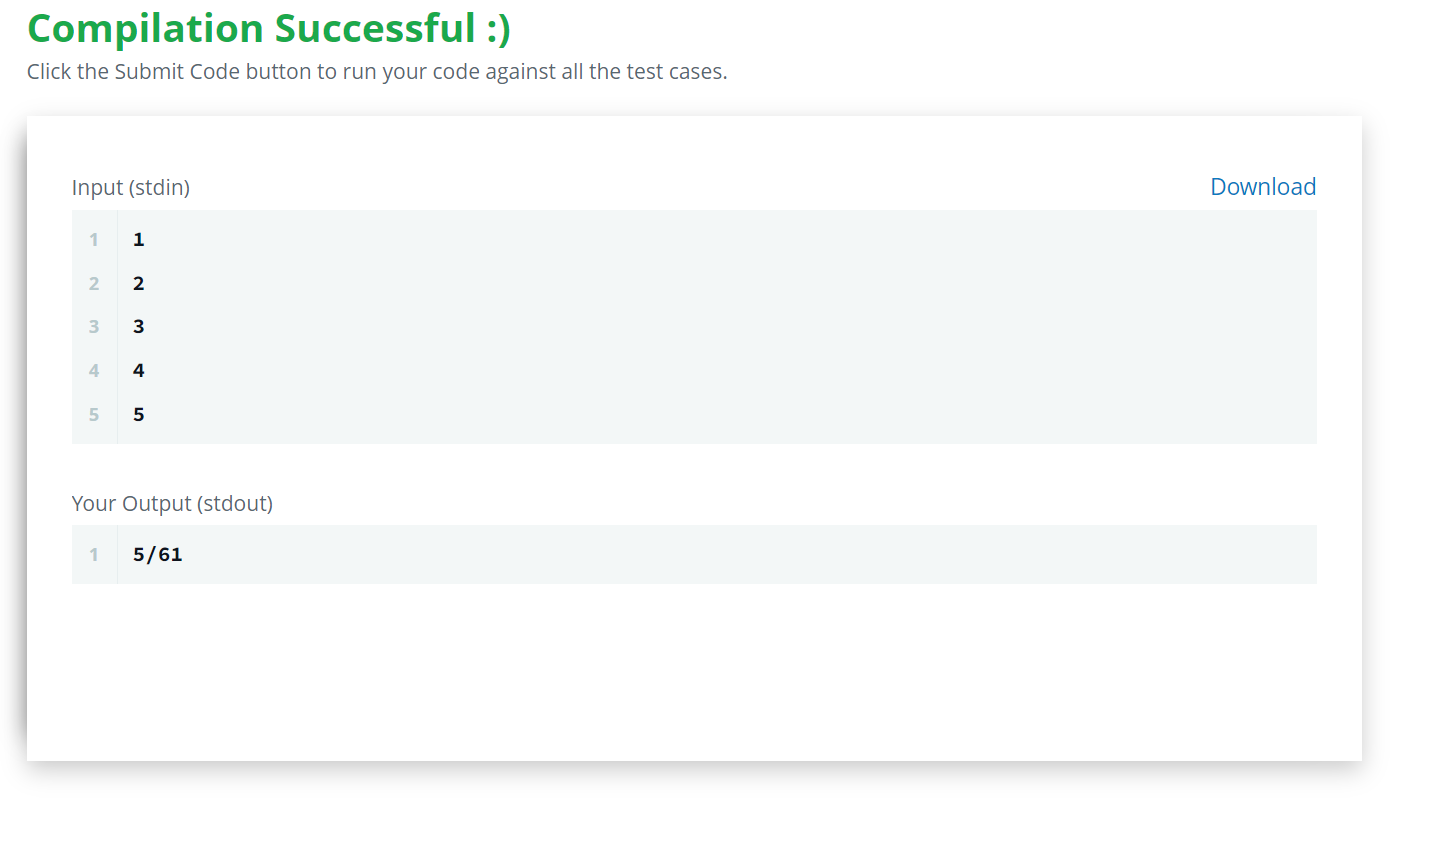 Compilation Successful :)
Click the Submit Code button to run your code against all the test cases.
Input (stdin)
Download
1 1
2 2
3 3
4 4
5 5
Your Output (stdout)
1 5/61